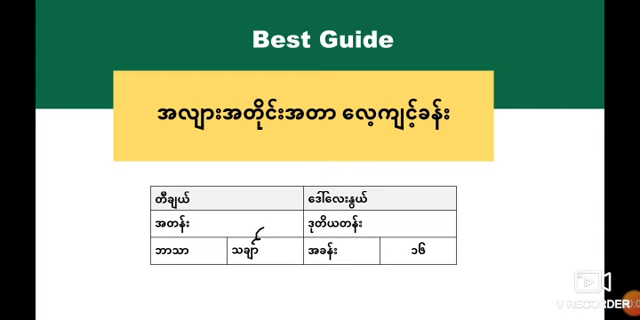 Best Guide
အလျားအတိုင်းအတာ လေ့ကျင့်ခန်း
တီချယ် ဒေါ်လေးနွယ်
အတန်း ဒုတိယတန်း
ဘာသာ သင်္ချာ အခန်း ၁၆
V RECORDER